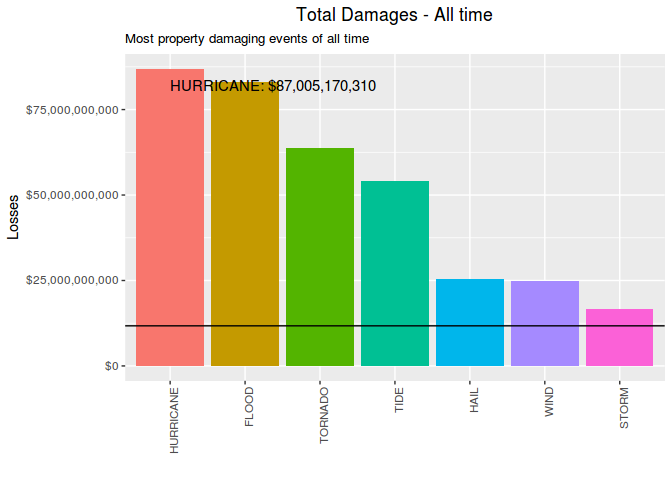 Total Damages - All time
Most property damaging events of all time
HURRICANE: $87,005,170,310
Losses
$75,000,000,000
$50,000,000,000
$25,000,000,000
$0
HURRICANE
FLOOD
TORNADO
TIDE
HAIL
WIND
STORM